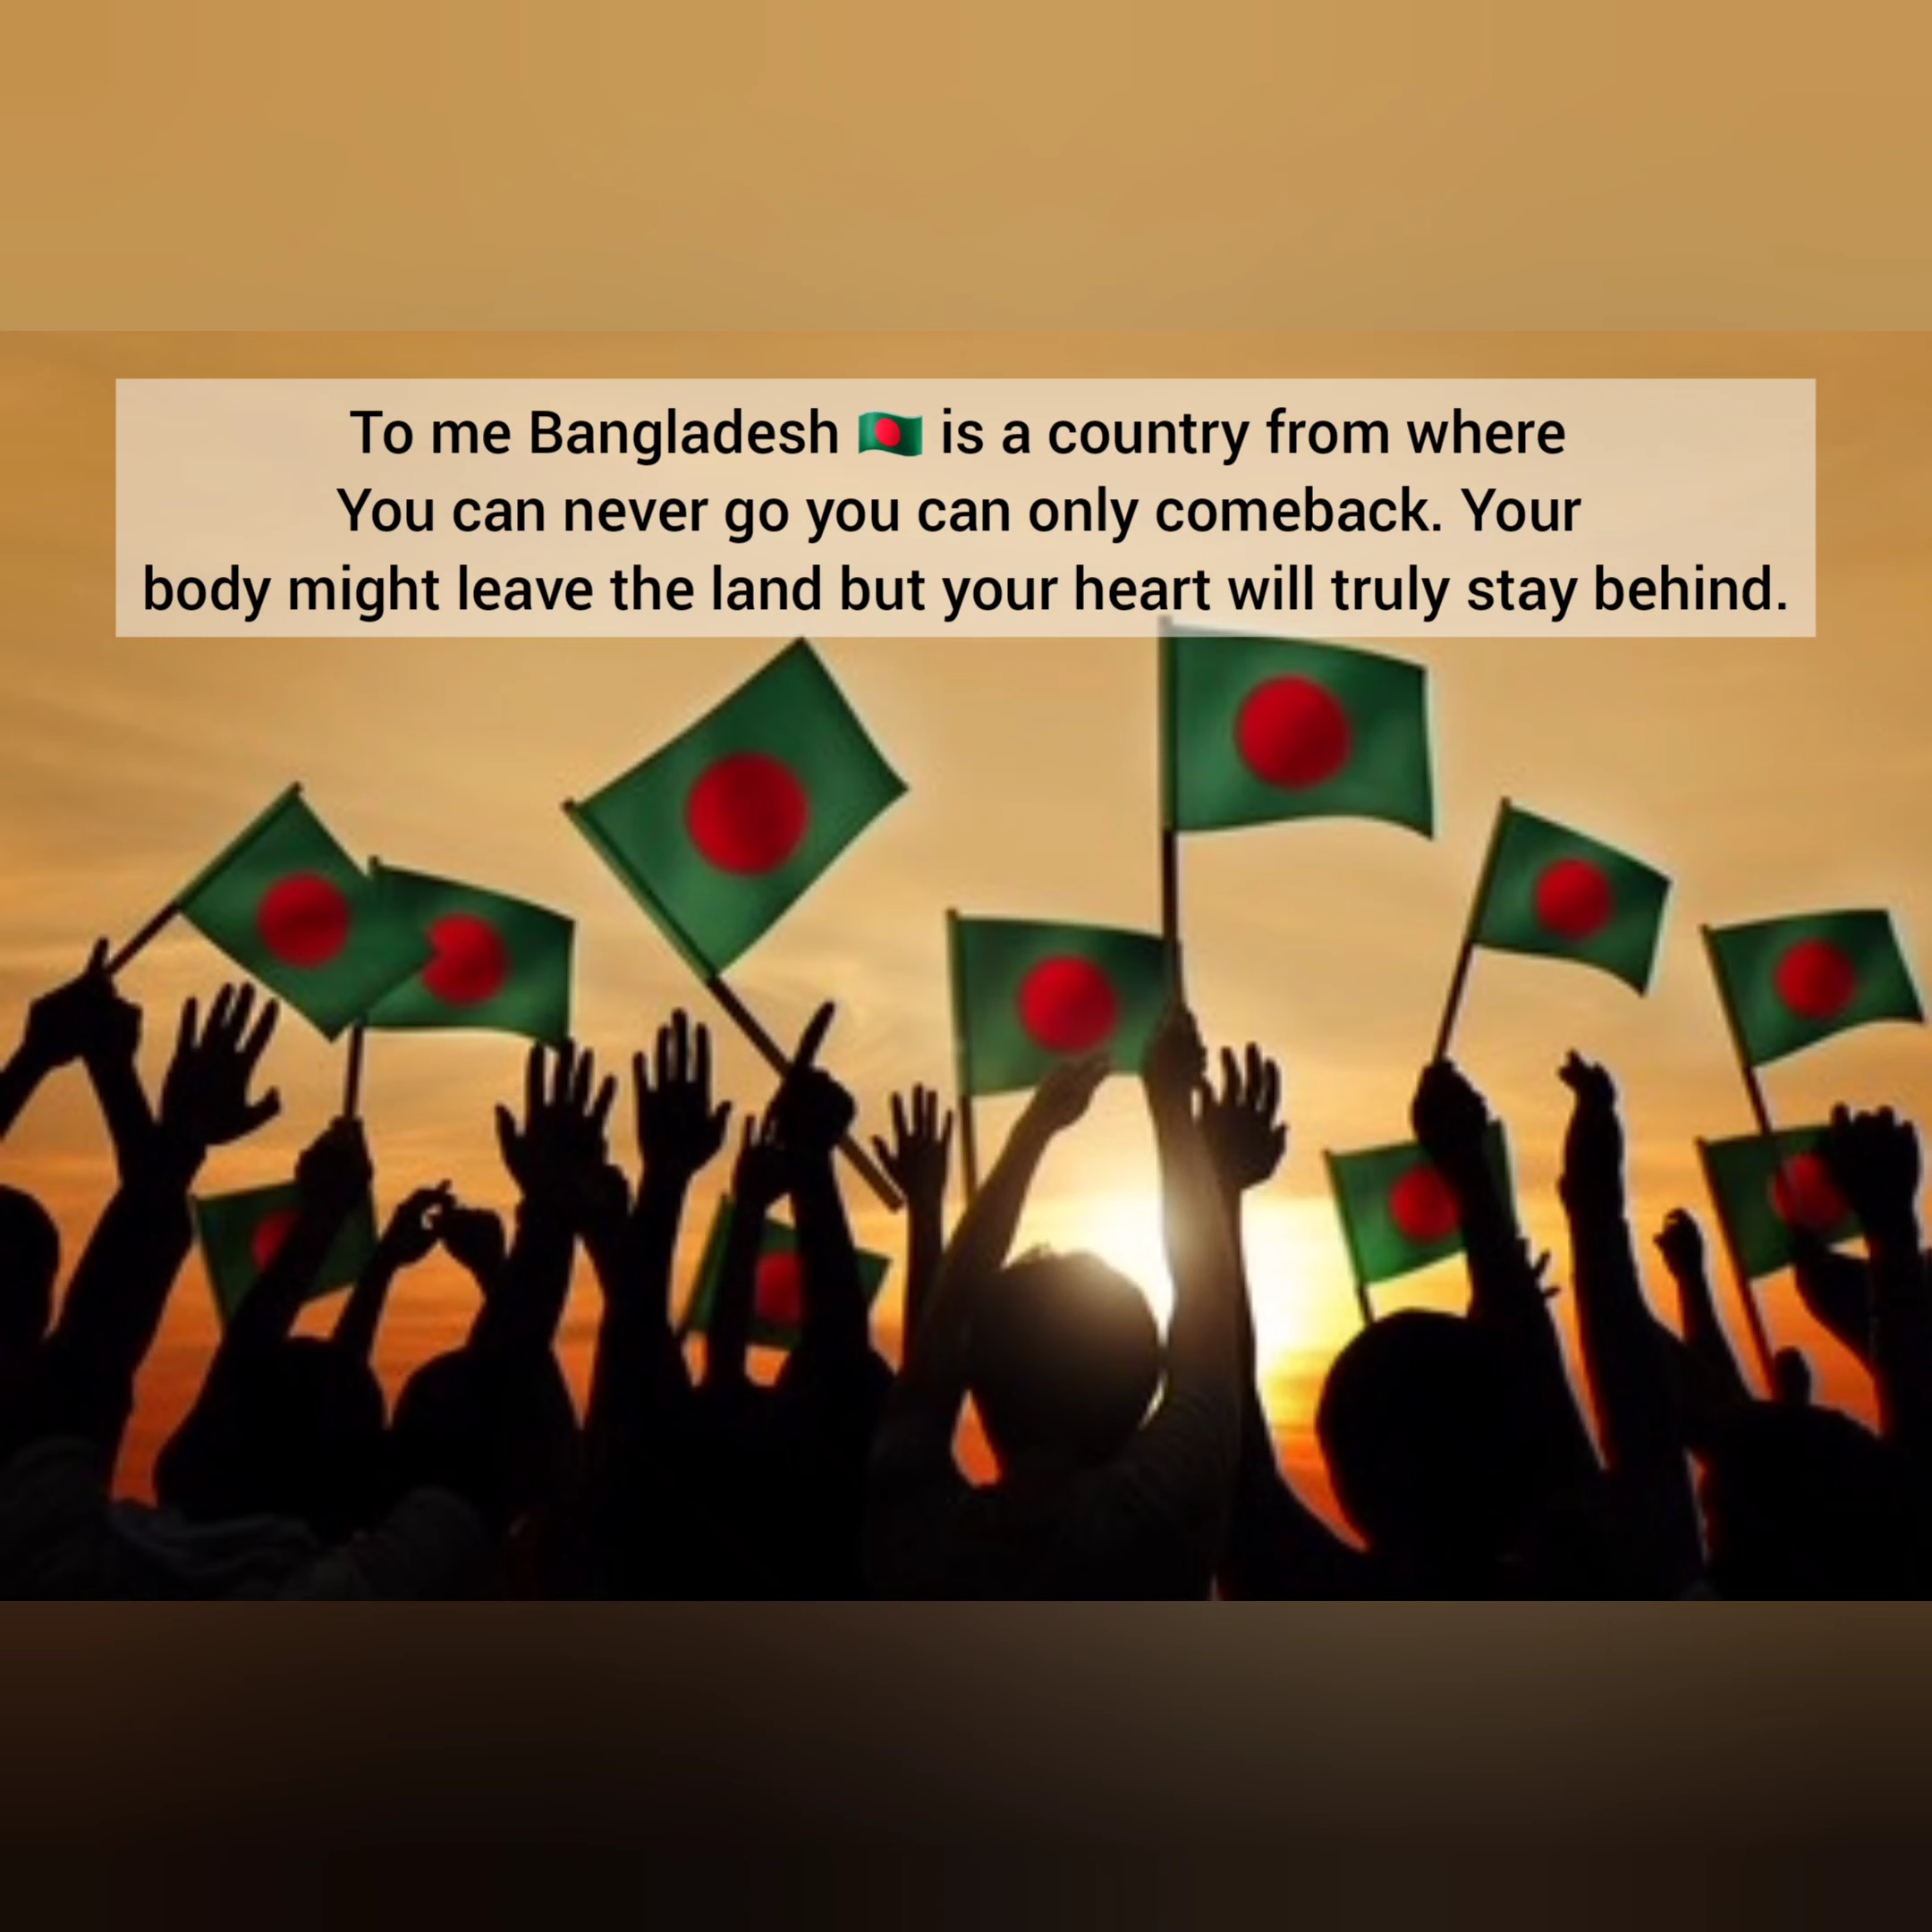 To me Bangladesh 🇧🇩 is a country from where
You can never go you can only comeback. Your
body might leave the land but your heart will truly stay behind.